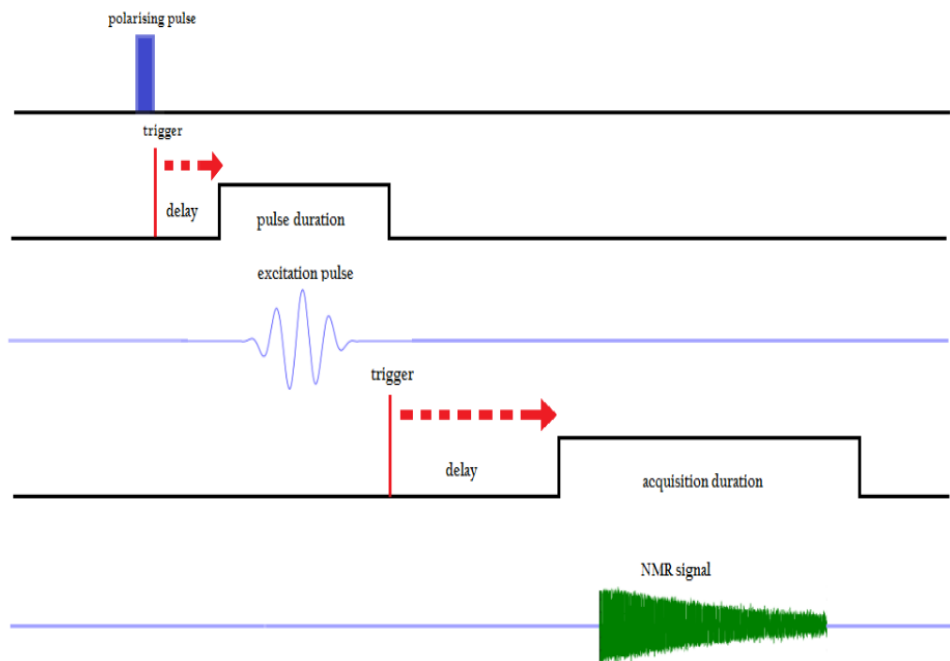 polarising pulse
trigger
delay
pulse duration
excitation pulse
trigger
delay
acquisition duration
NMR signal